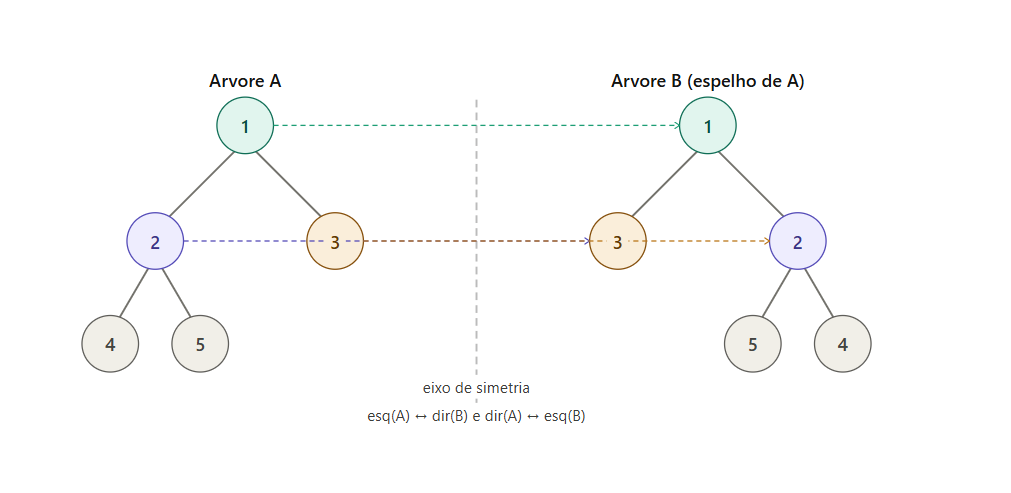 Arvore A
Arvore B (espelho de A)
1
1
2
3
3
2
4
5
5
4
eixo de simetria
esq(A) ↔ dir(B) e dir(A) ↔ esq(B)